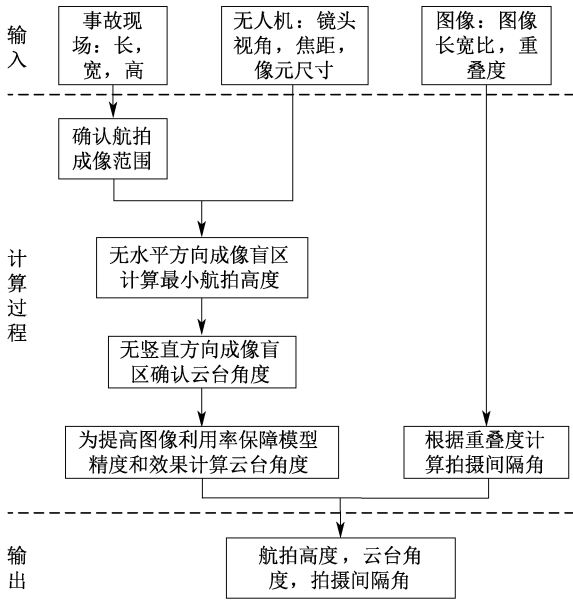 输入
事故现
场：长，
宽，高
无人机：镜头
视角，焦距，
像元尺寸
图像：图像
长宽比，重
叠度
计算过程
确认航拍
成像范围
无水平方向成像盲区
计算最小航拍高度
无竖直方向成像盲
区确认云台角度
为提高图像利用率保障模型
精度和效果计算云台角度
根据重叠度计
算拍摄间隔角
输出
航拍高度，云台角
度，拍摄间隔角